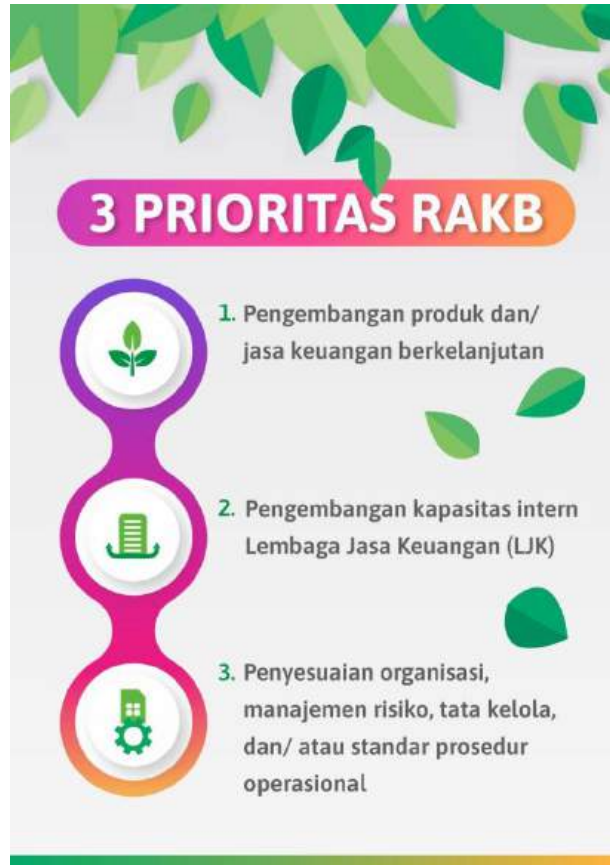 3 PRIORITAS RAKB
1. Pengembangan produk dan/
jasa keuangan berkelanjutan
2. Pengembangan kapasitas intern
Lembaga Jasa Keuangan (LJK)
3. Penyesuaian organisasi,
manajemen risiko, tata kelola,
dan/ atau standar prosedur
operasional